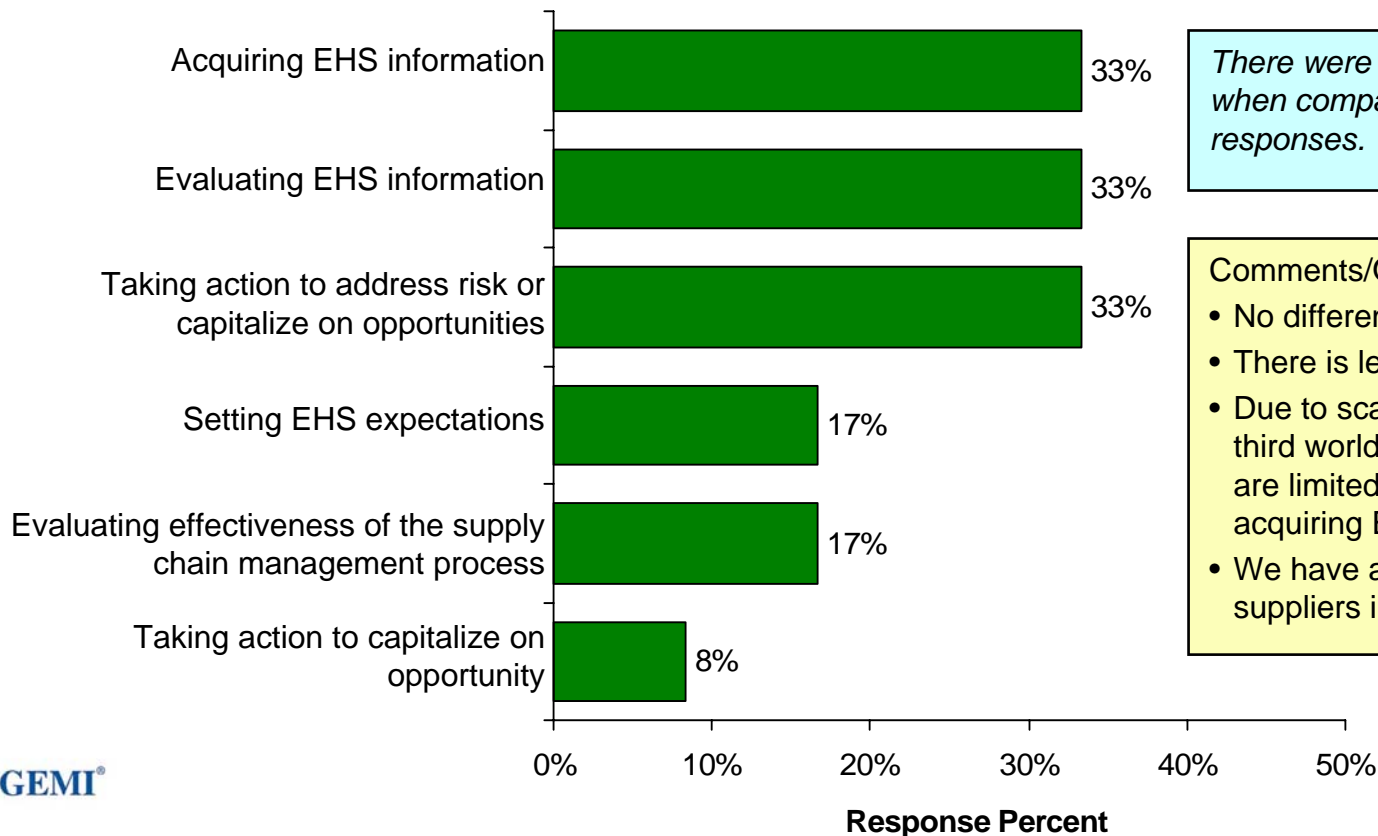 Acquiring EHS information
33%
Evaluating EHS information
33%
Taking action to address risk or
capitalize on opportunities
33%
Setting EHS expectations
17%
Evaluating effectiveness of the supply
chain management process
17%
Taking action to capitalize on
opportunity
8%
0% 10% 20% 30% 40% 50%
Response Percent
There were
when compa
responses.
Comments/
• No differen
• There is le
• Due to sca
third world
are limited
acquiring
• We have a
suppliers i
GEMI®